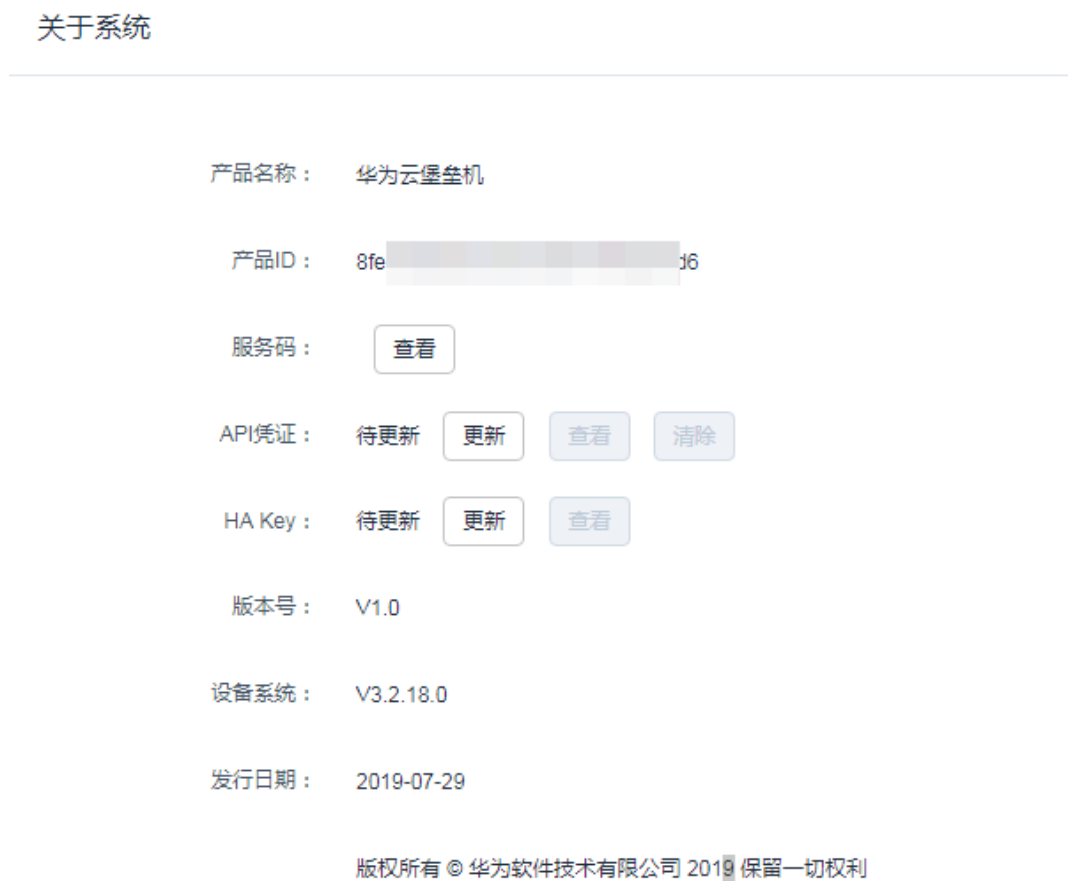 关于系统
产品名称： 华为云堡垒机
产品ID： 8fe d6
服务码： 查看
API凭证： 待更新 更新 查看 清除
HA Key： 待更新 更新 查看
版本号： V1.0
设备系统： V3.2.18.0
发行日期： 2019-07-29
版权所有 © 华为软件技术有限公司 2019 保留一切权利